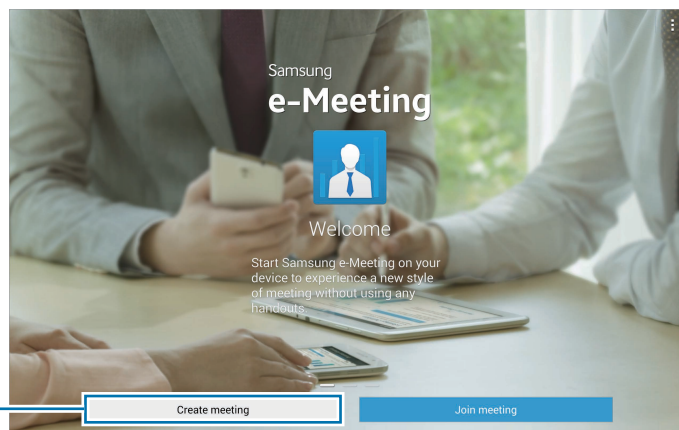 Samsung
e-Meeting
Welcome
Start Samsung e-Meeting on your
device to experience a new style
of meeting without using any
handouts.
Create meeting
Join meeting